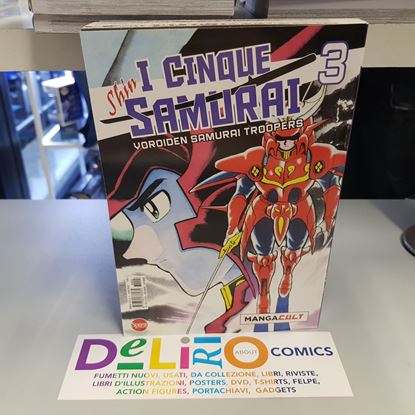 Shin
I CINQUE
SAMURAI
3
YOROIDEN SAMURAI TROOPERS
MANGACULT
DELIRIO
ABOUT
COMICS
FUMETTI NUOVI, USATI, DA COLLEZIONE, LIBRI, RIVISTE,
LIBRI D'ILLUSTRAZIONI, POSTERS, DVD, T-SHIRTS, FELPE,
ACTION FIGURES, PORTACHIAVI, GADGETS